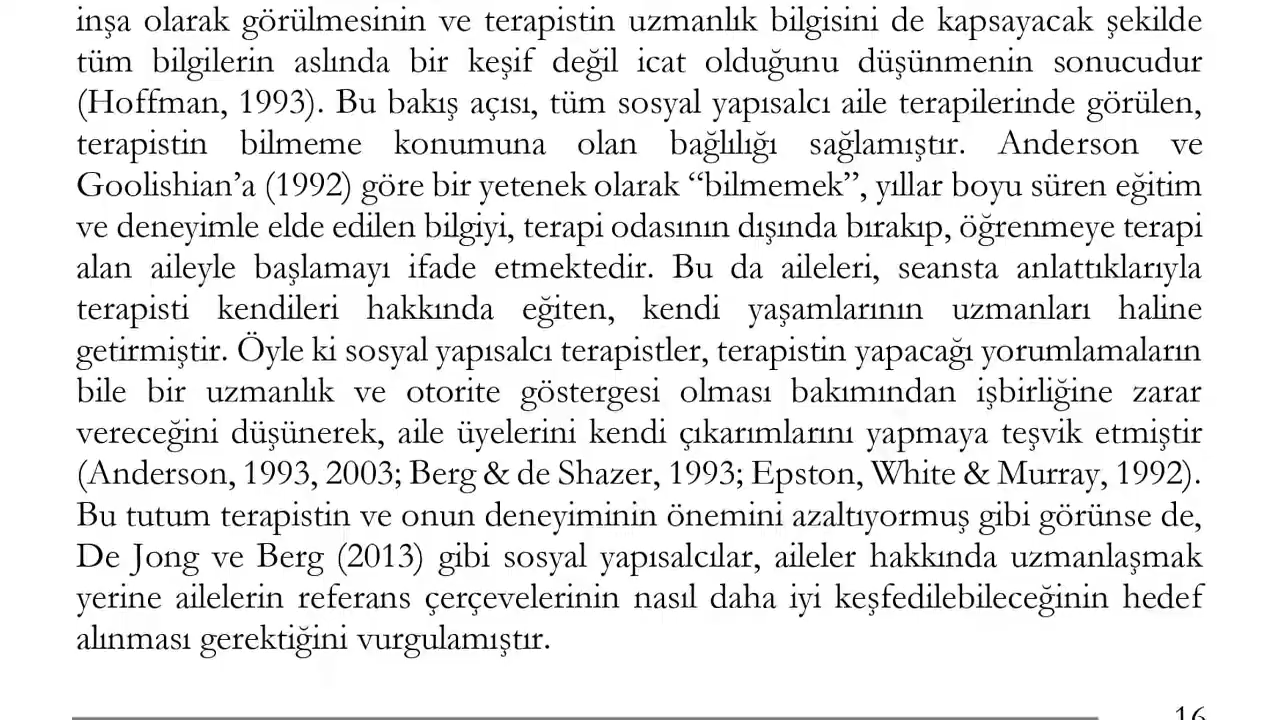 inşa olarak görülmesinin ve terapistin uzmanlık bilgisini de kapsayacak şekilde
tüm bilgilerin aslında bir keşif değil icat olduğunu düşünmenin sonucudur
(Hoffman, 1993). Bu bakış açısı, tüm sosyal yapısalcı aile terapilerinde görülen,
terapistin bilmeme konumuna olan bağlılığı sağlamıştır. Anderson ve
Goolishian’a (1992) göre bir yetenek olarak “bilmemek”, yıllar boyu süren eğitim
ve deneyimle elde edilen bilgiyi, terapi odasının dışında bırakıp, öğrenmeye terapi
alan aileyle başlamayı ifade etmektedir. Bu da aileleri, seansta anlattıklarıyla
terapisti kendileri hakkında eğiten, kendi yaşamlarının uzmanları haline
getirmiştir. Öyle ki sosyal yapısalcı terapistler, terapistin yapacağı yorumlamaların
bile bir uzmanlık ve otorite göstergesi olması bakımından işbirliğine zarar
vereceğini düşünerek, aile üyelerini kendi çıkarımlarını yapmaya teşvik etmiştir
(Anderson, 1993, 2003; Berg & de Shazer, 1993; Epston, White & Murray, 1992).
Bu tutum terapistin ve onun deneyiminin önemini azaltıyormuş gibi görünse de,
De Jong ve Berg (2013) gibi sosyal yapısalcılar, aileler hakkında uzmanlaşmak
yerine ailelerin referans çerçevelerinin nasıl daha iyi keşfedilebileceğinin hedef
alınması gerektiğini vurgulamıştır.
16